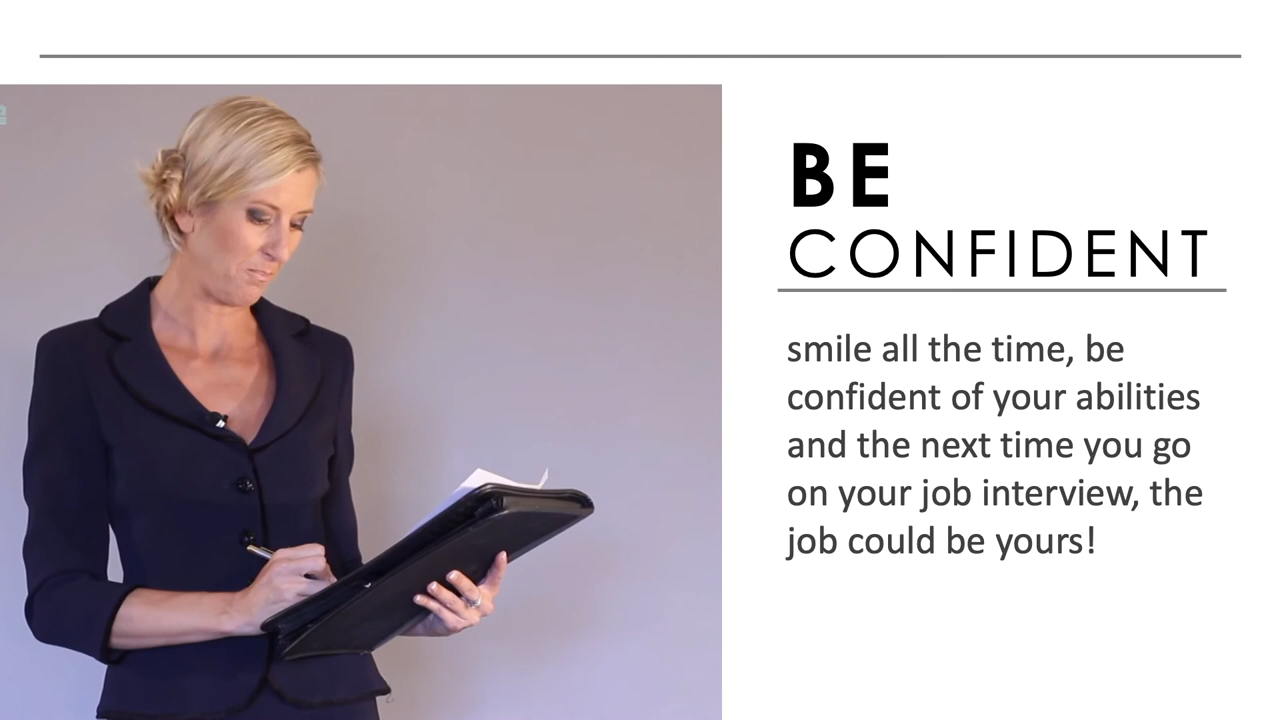 BE
CONFIDENT
smile all the time, be
confident of your abilities
and the next time you go
on your job interview, the
job could be yours!